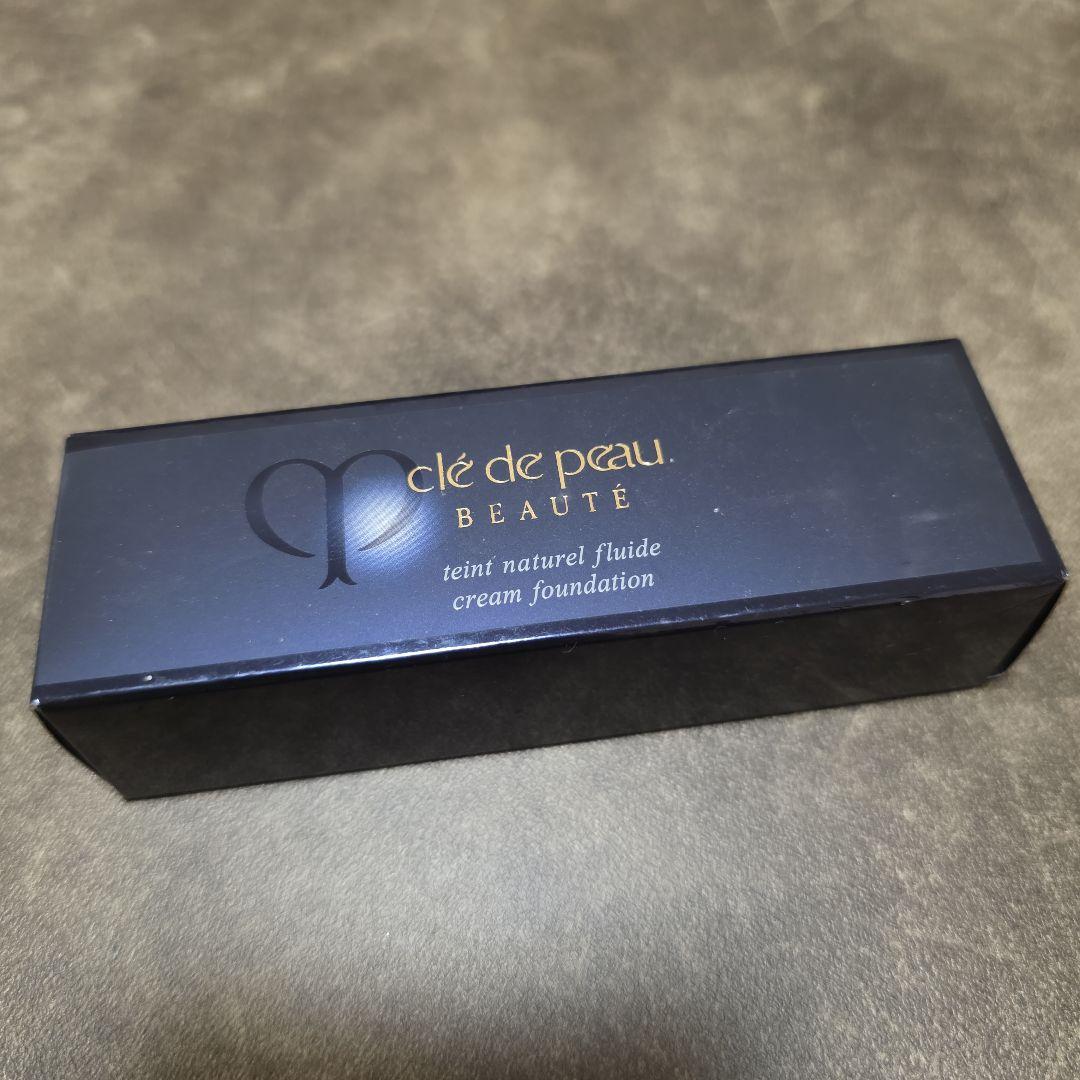 clé de peau
BEAUTÉ
teint naturel fluide
cream foundation